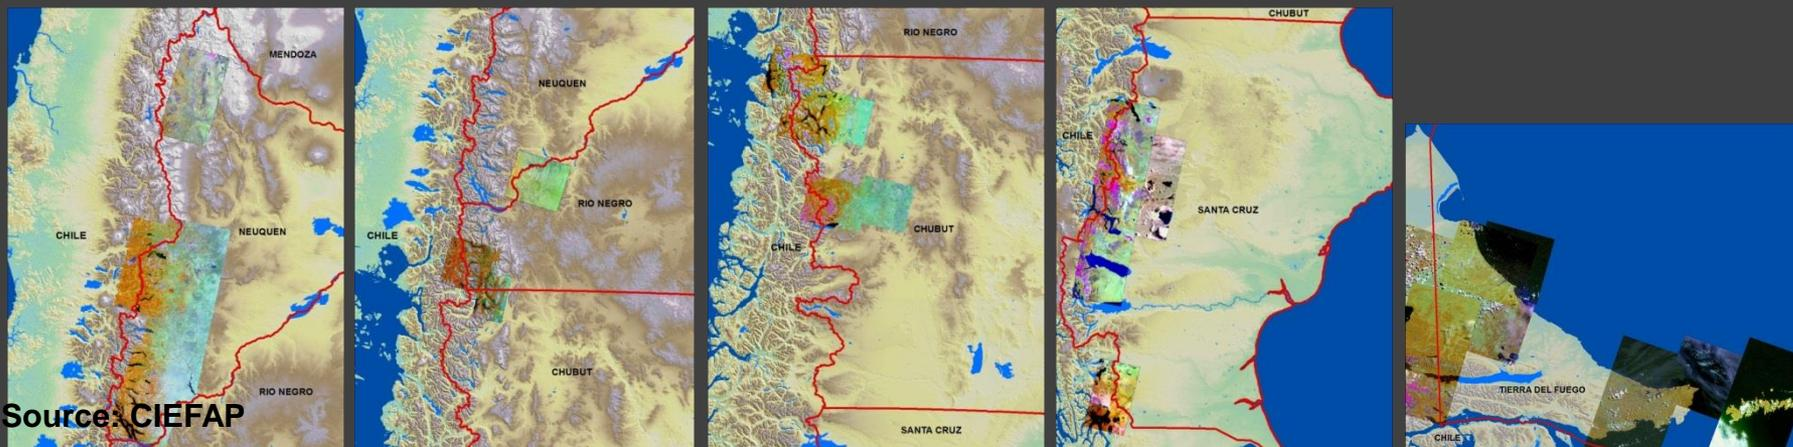 MENDOZA
CHILE
NEUQUEN
RIO NEGRO
Source: CIEFAP
NEUQUEN
RIO NEGRO
CHILE
CHUBUT
RIO NEGRO
CHUBUT
CHILE
SANTA CRUZ
CHUBUT
CHILE
SANTA CRUZ
TIERRA DEL FUEGO
CHILE